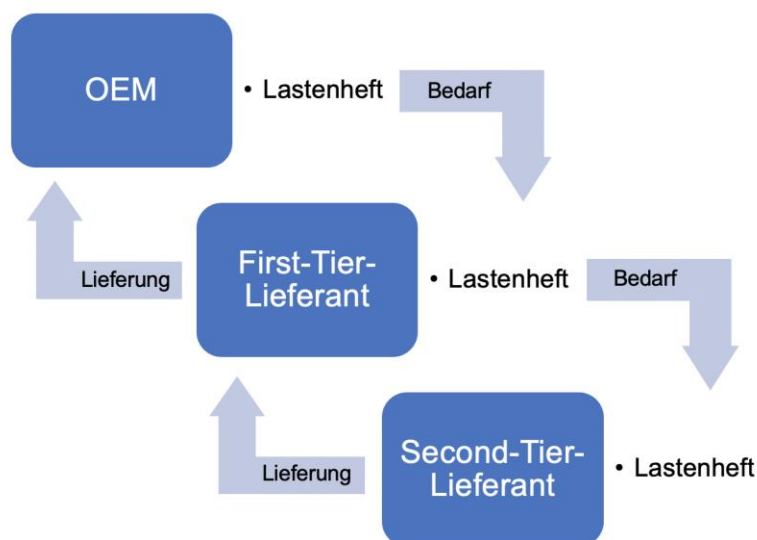 OEM
• Lastenheft
Bedarf
Lieferung
First-Tier-
Lieferant
• Lastenheft
Bedarf
Lieferung
Second-Tier-
Lieferant
• Lastenheft